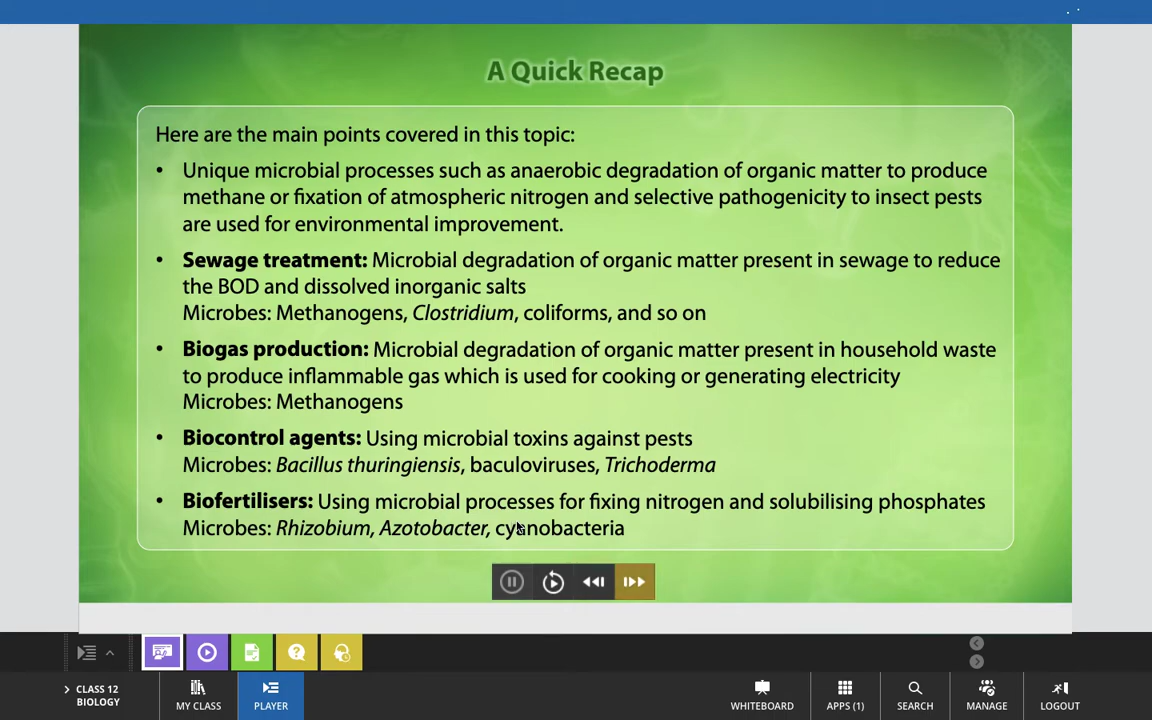 A Quick Recap
Here are the main points covered in this topic:
• Unique microbial processes such as anaerobic degradation of organic matter to produce
methane or fixation of atmospheric nitrogen and selective pathogenicity to insect pests
are used for environmental improvement.
• Sewage treatment: Microbial degradation of organic matter present in sewage to reduce
the BOD and dissolved inorganic salts
Microbes: Methanogens, Clostridium, coliforms, and so on
• Biogas production: Microbial degradation of organic matter present in household waste
to produce inflammable gas which is used for cooking or generating electricity
Microbes: Methanogens
• Biocontrol agents: Using microbial toxins against pests
Microbes: Bacillus thuringiensis, baculoviruses, Trichoderma
• Biofertilisers: Using microbial processes for fixing nitrogen and solubilising phosphates
Microbes: Rhizobium, Azotobacter, cyanobacteria
CLASS 12
BIOLOGY
MY CLASS
PLAYER
WHITEBOARD
APPS (1)
SEARCH
MANAGE
LOGOUT